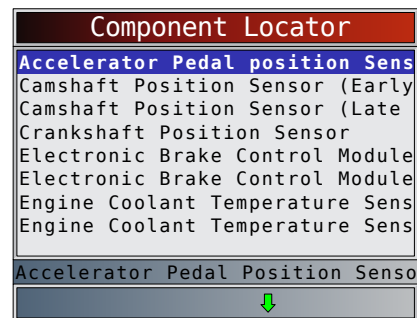 Component Locator
Accelerator Pedal position Sens
Camshaft Position Sensor (Early
Camshaft Position Sensor (Late
Crankshaft Position Sensor
Electronic Brake Control Module
Electronic Brake Control Module
Engine Coolant Temperature Sens
Engine Coolant Temperature Sens
Accelerator Pedal Position Senso